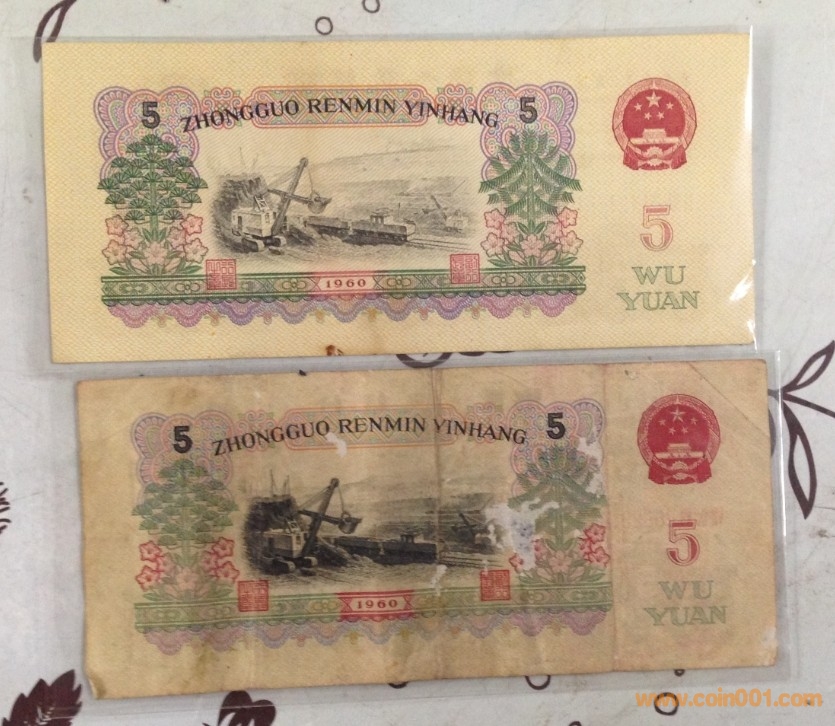 5 ZHONGGUO RENMIN YINHANG 5
5
WU
YUAN
1960
5 ZHONGGUO RENMIN YINHANG 5
5
WU
YUAN
1960
www.coin001.com